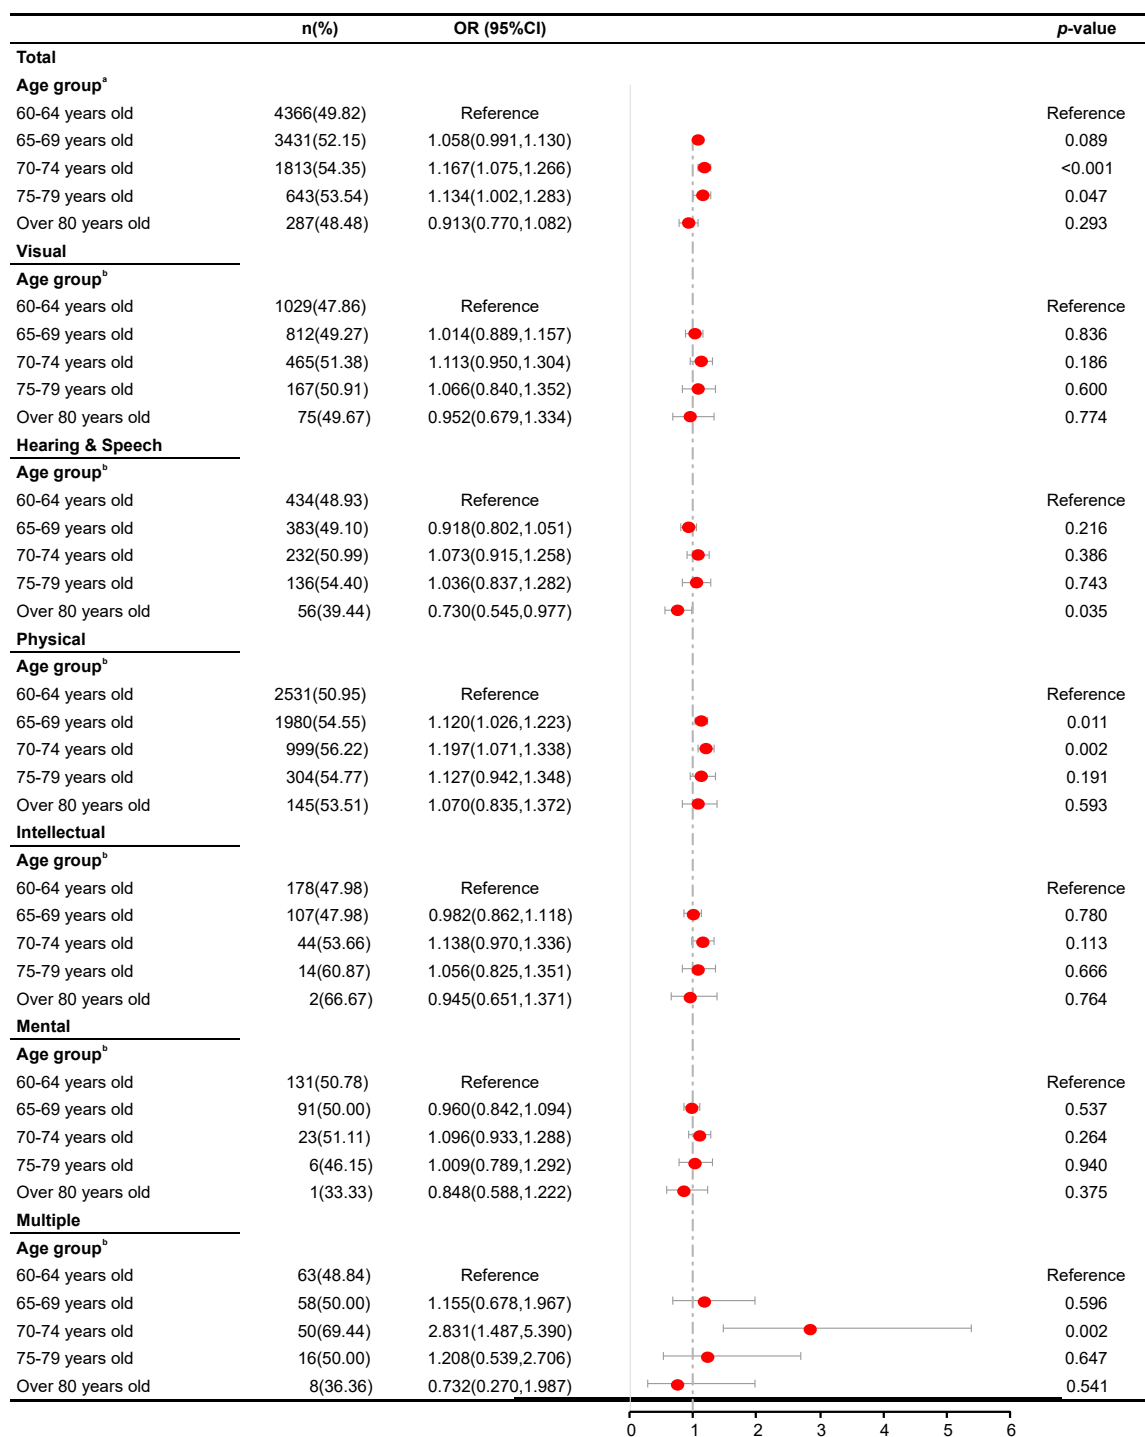 n(%) OR (95%CI) p-value
Total
Age groupᵃ
60-64 years old 4366(49.82) Reference Reference
65-69 years old 3431(52.15) 1.058(0.991,1.130) 0.089
70-74 years old 1813(54.35) 1.167(1.075,1.266) <0.001
75-79 years old 643(53.54) 1.134(1.002,1.283) 0.047
Over 80 years old 287(48.48) 0.913(0.770,1.082) 0.293
Visual
Age groupᵇ
60-64 years old 1029(47.86) Reference Reference
65-69 years old 812(49.27) 1.014(0.889,1.157) 0.836
70-74 years old 465(51.38) 1.113(0.950,1.304) 0.186
75-79 years old 167(50.91) 1.066(0.840,1.352) 0.600
Over 80 years old 75(49.67) 0.952(0.679,1.334) 0.774
Hearing & Speech
Age groupᵇ
60-64 years old 434(48.93) Reference Reference
65-69 years old 383(49.10) 0.918(0.802,1.051) 0.216
70-74 years old 232(50.99) 1.073(0.915,1.258) 0.386
75-79 years old 136(54.40) 1.036(0.837,1.282) 0.743
Over 80 years old 56(39.44) 0.730(0.545,0.977) 0.035
Physical
Age groupᵇ
60-64 years old 2531(50.95) Reference Reference
65-69 years old 1980(54.55) 1.120(1.026,1.223) 0.011
70-74 years old 999(56.22) 1.197(1.071,1.338) 0.002
75-79 years old 304(54.77) 1.127(0.942,1.348) 0.191
Over 80 years old 145(53.51) 1.070(0.835,1.372) 0.593
Intellectual
Age groupᵇ
60-64 years old 178(47.98) Reference Reference
65-69 years old 107(47.98) 0.982(0.862,1.118) 0.780
70-74 years old 44(53.66) 1.138(0.970,1.336) 0.113
75-79 years old 14(60.87) 1.056(0.825,1.351) 0.666
Over 80 years old 2(66.67) 0.945(0.651,1.371) 0.764
Mental
Age groupᵇ
60-64 years old 131(50.78) Reference Reference
65-69 years old 91(50.00) 0.960(0.842,1.094) 0.537
70-74 years old 23(51.11) 1.096(0.933,1.288) 0.264
75-79 years old 6(46.15) 1.009(0.789,1.292) 0.940
Over 80 years old 1(33.33) 0.848(0.588,1.222) 0.375
Multiple
Age groupᵇ
60-64 years old 63(48.84) Reference Reference
65-69 years old 58(50.00) 1.155(0.678,1.967) 0.596
70-74 years old 50(69.44) 2.831(1.487,5.390) 0.002
75-79 years old 16(50.00) 1.208(0.539,2.706) 0.647
Over 80 years old 8(36.36) 0.732(0.270,1.987) 0.541
0 1 2 3 4 5 6